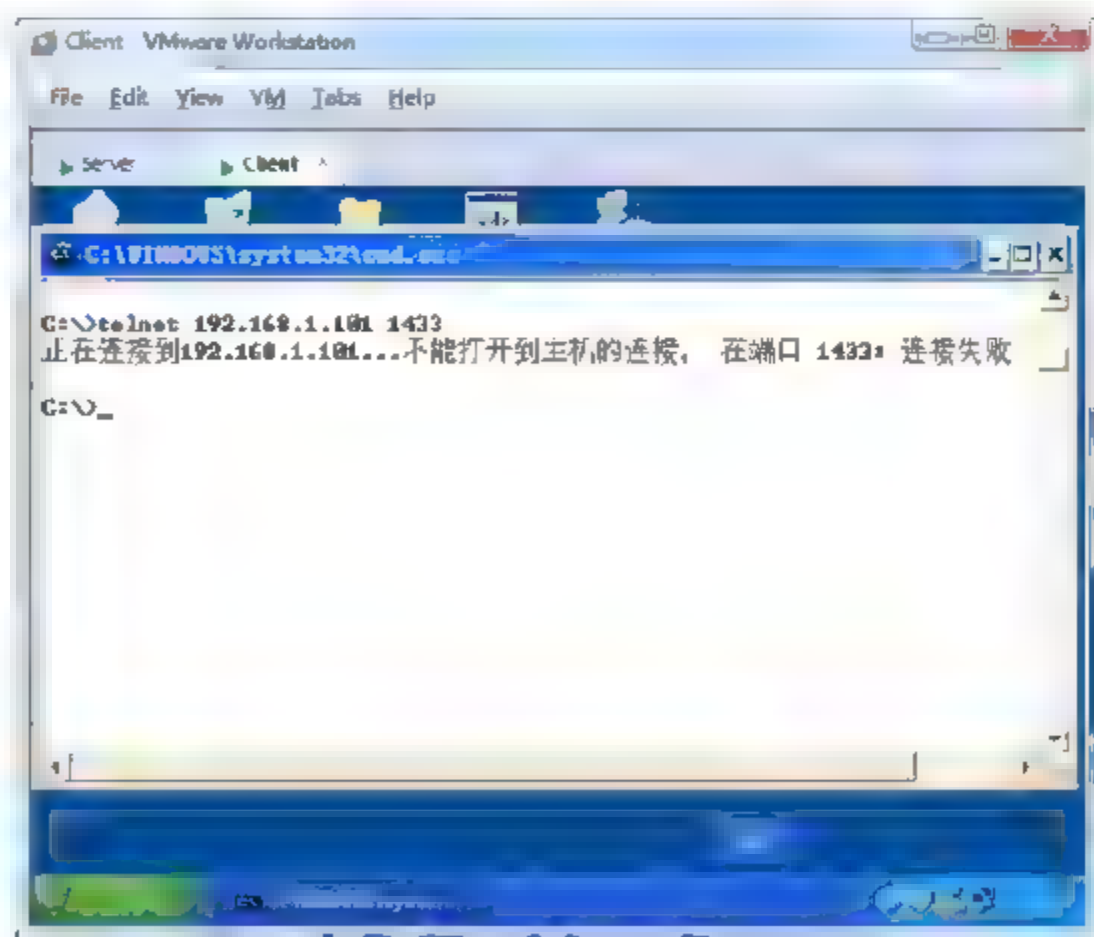 Client VMware Workstation
File Edit View VM Tabs Help
Server Client
C:\WINDOWS\system32\cmd.exe
C:\>telnet 192.168.1.101 1433
正在连接到192.168.1.101...不能打开到主机的连接， 在端口 1433: 连接失败
C:\>_